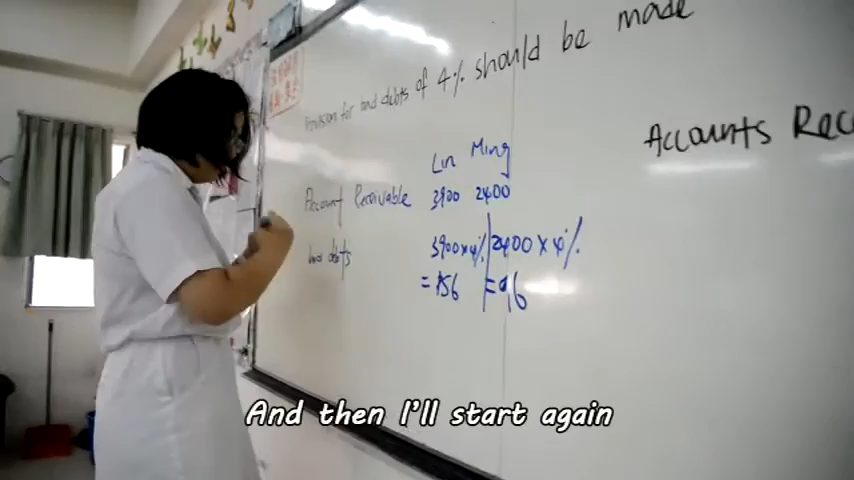 Provision for bad debts of 4% should be made
Accounts Rec
Lin Ming
Account Receivable 3900 2400
bad debts 3900x4% 2400x4%
=156 =96
And then I'll start again